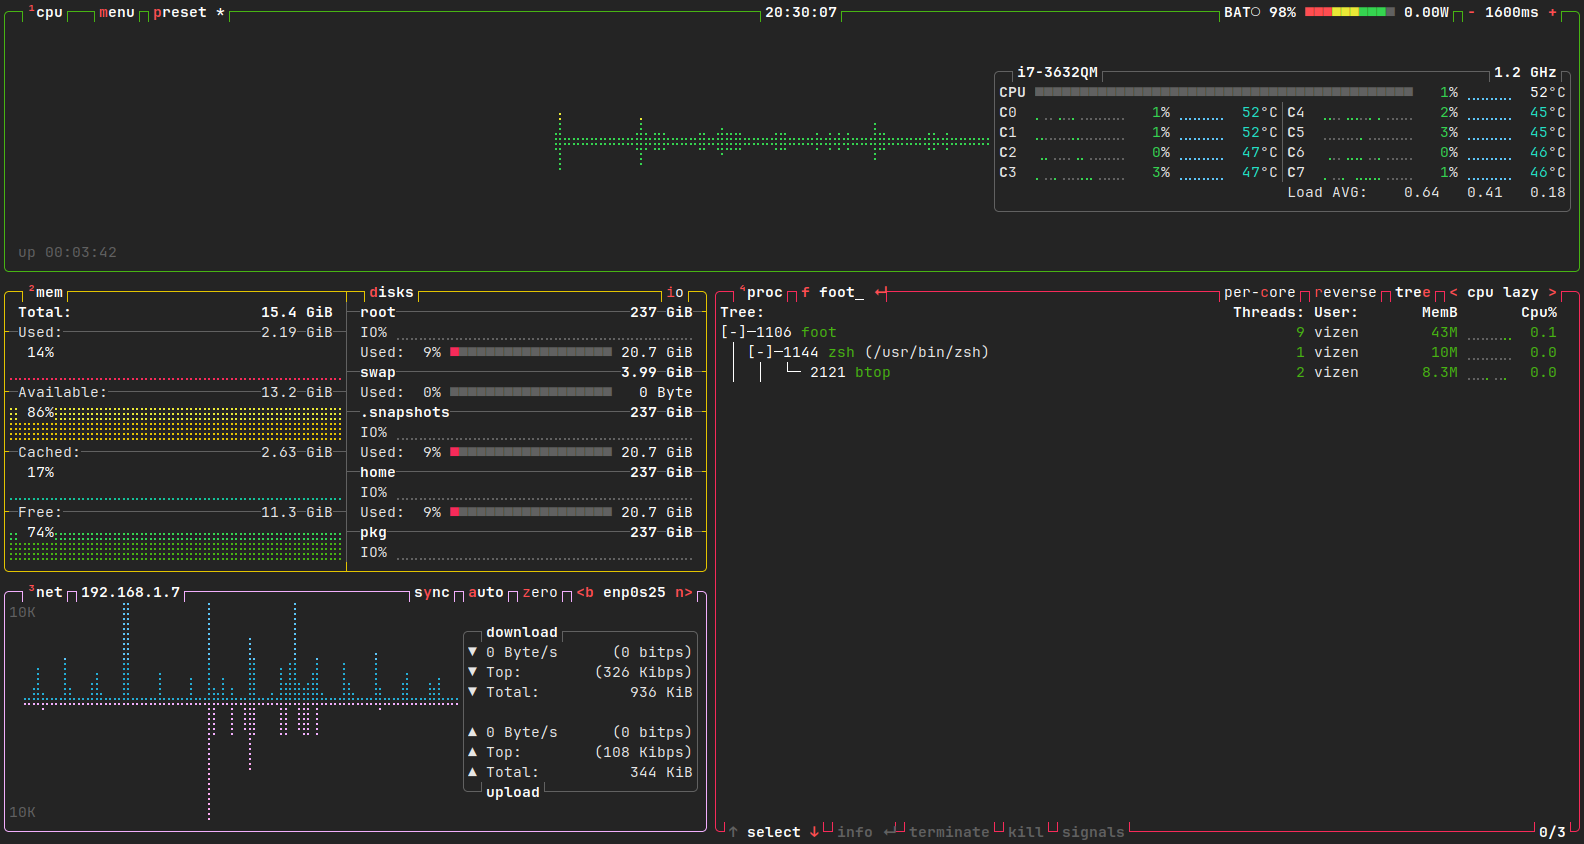 ¹cpu menu preset * 20:30:07 BAT○ 98% 0.00W - 1600ms +
i7-3632QM 1.2 GHz
CPU 1% 52°C
C0 1% 52°C C4 2% 45°C
C1 1% 52°C C5 3% 45°C
C2 0% 47°C C6 0% 46°C
C3 3% 47°C C7 1% 46°C
Load AVG: 0.64 0.41 0.18
up 00:03:42
²mem
Total: 15.4 GiB
Used: 2.19 GiB
14%
Available: 13.2 GiB
86%
Cached: 2.63 GiB
17%
Free: 11.3 GiB
74%
disks io
root 237 GiB
IO%
Used: 9% 20.7 GiB
swap 3.99 GiB
Used: 0% 0 Byte
.snapshots 237 GiB
IO%
Used: 9% 20.7 GiB
home 237 GiB
IO%
Used: 9% 20.7 GiB
pkg 237 GiB
IO%
³net 192.168.1.7 sync auto zero <b enp0s25 n>
10K
10K
download
▼ 0 Byte/s (0 bitps)
▼ Top: (326 Kibps)
▼ Total: 936 KiB
▲ 0 Byte/s (0 bitps)
▲ Top: (108 Kibps)
▲ Total: 344 KiB
upload
⁴proc f foot_ ↵ per-core reverse tree < cpu lazy >
Tree: Threads: User: MemB Cpu%
[-]─1106 foot 9 vizen 43M 0.1
[-]─1144 zsh (/usr/bin/zsh) 1 vizen 10M 0.0
2121 btop 2 vizen 8.3M 0.0
↑ select ↓ info ↵ terminate kill signals 0/3